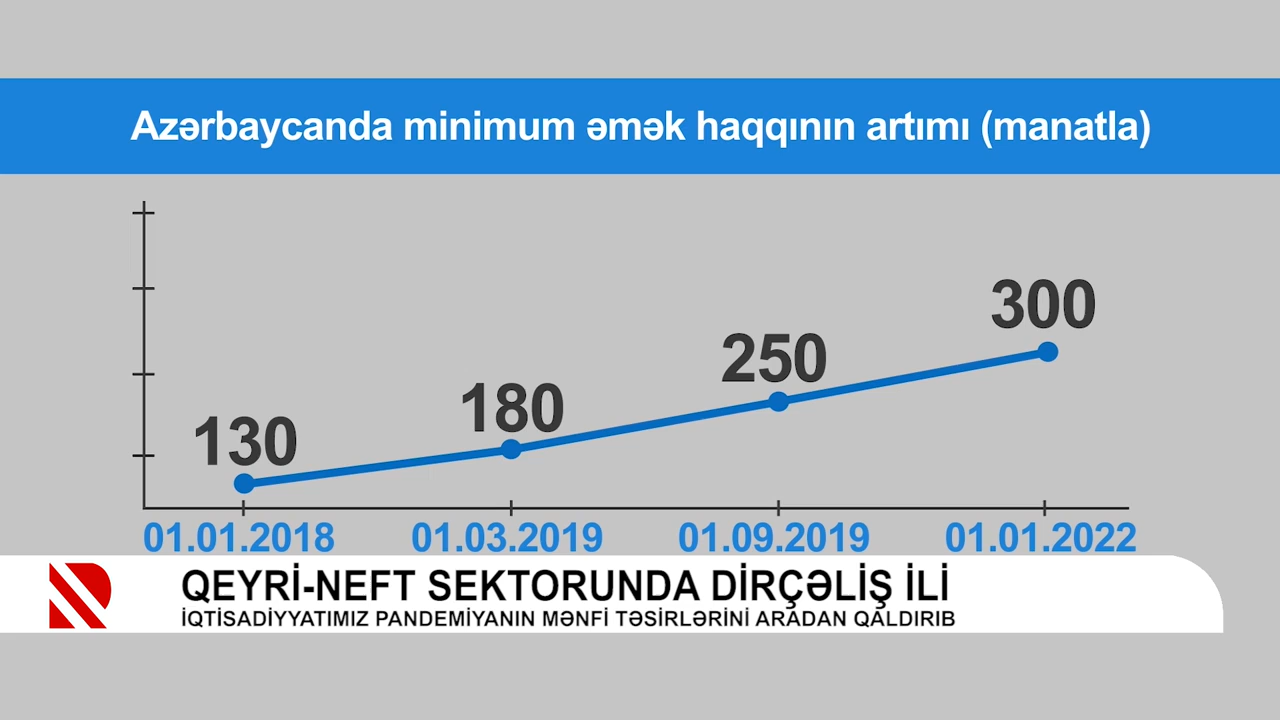 Azərbaycanda minimum əmək haqqının artımı (manatla)
130
180
250
300
01.01.2018 01.03.2019 01.09.2019 01.01.2022
QEYRİ-NEFT SEKTORUNDA DİRÇƏLİŞ İLİ
İQTİSADİYYATIMIZ PANDEMİYANIN MƏNFİ TƏSİRLƏRİNİ ARADAN QALDIRIB